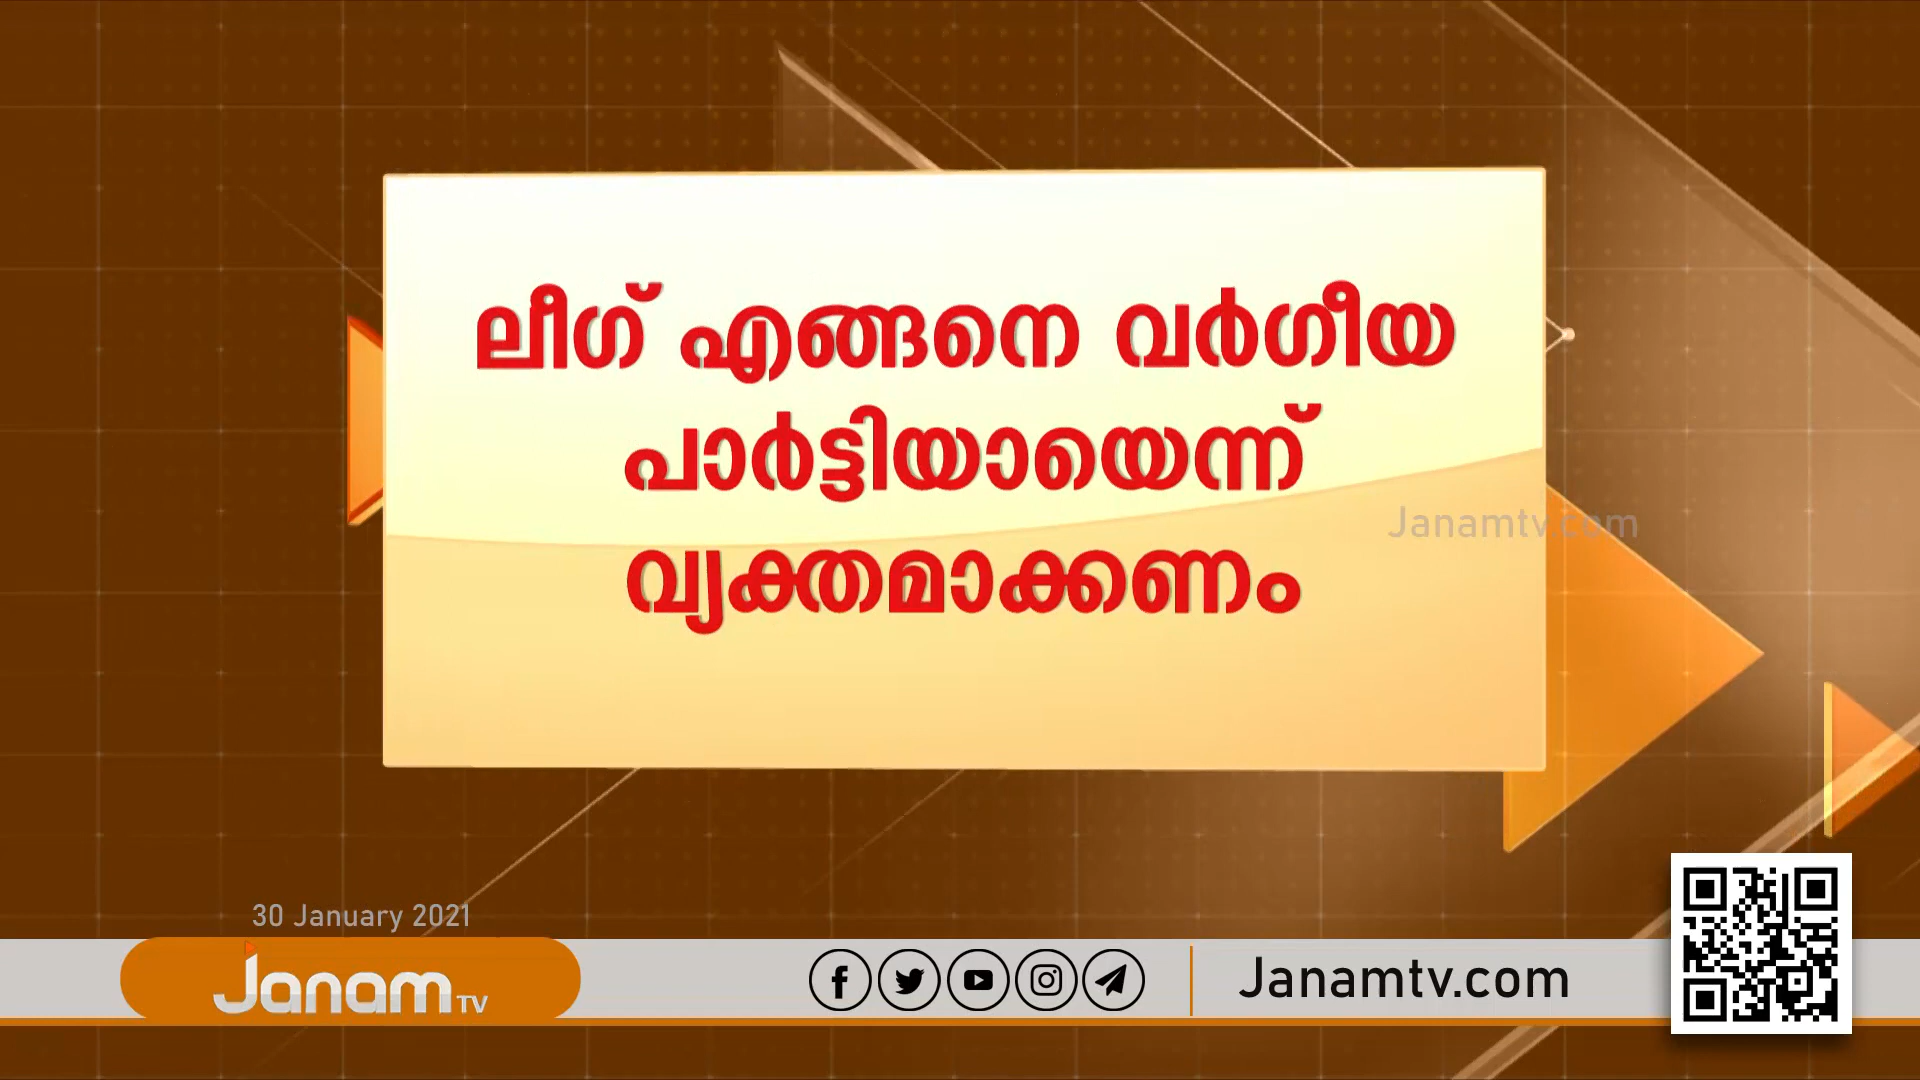 ലീഗ് എങ്ങനെ വർഗീയ
പാർട്ടിയായെന്ന്
വ്യക്തമാക്കണം
Janamtv.com
30 January 2021
Janam TV
Janamtv.com